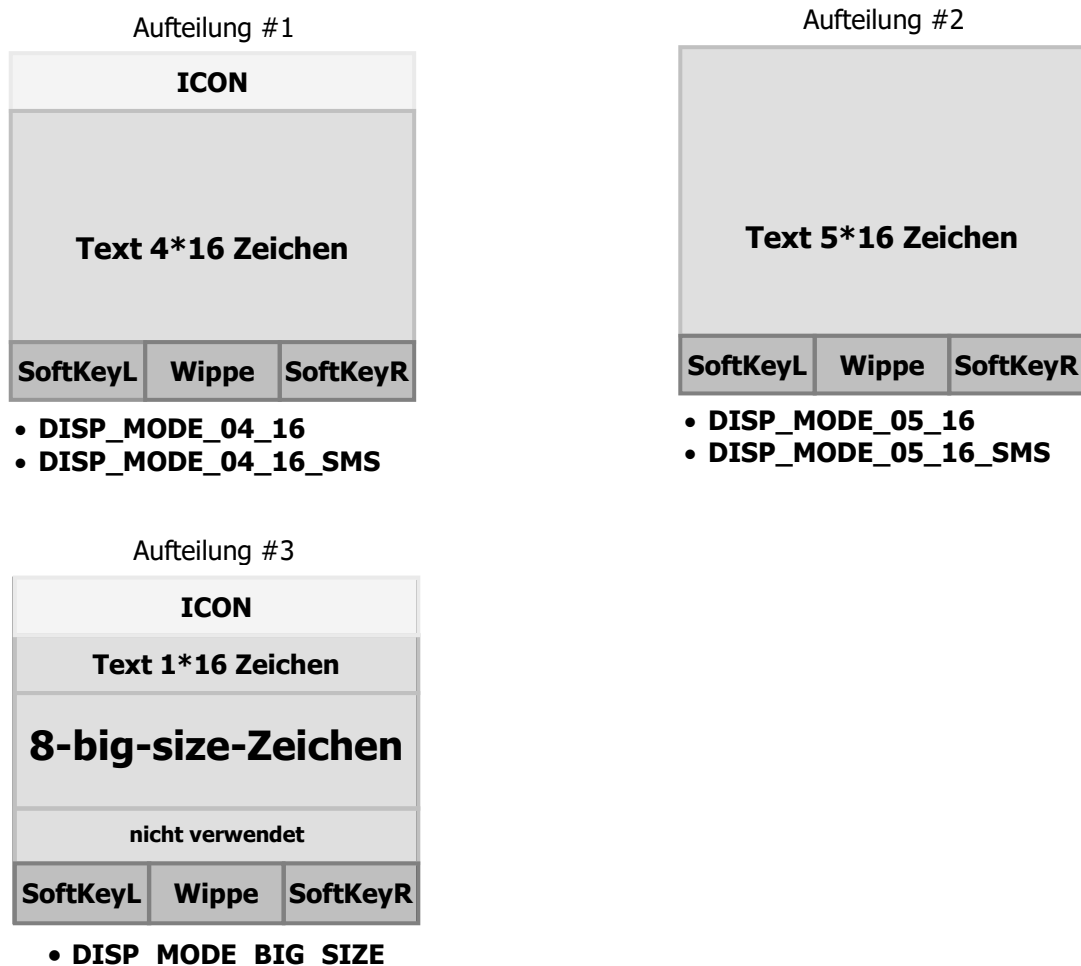 Aufteilung #1
ICON
Text 4*16 Zeichen
SoftKeyL Wippe SoftKeyR
• DISP_MODE_04_16
• DISP_MODE_04_16_SMS
Aufteilung #2
Text 5*16 Zeichen
SoftKeyL Wippe SoftKeyR
• DISP_MODE_05_16
• DISP_MODE_05_16_SMS
Aufteilung #3
ICON
Text 1*16 Zeichen
8-big-size-Zeichen
nicht verwendet
SoftKeyL Wippe SoftKeyR
• DISP_MODE_BIG_SIZE